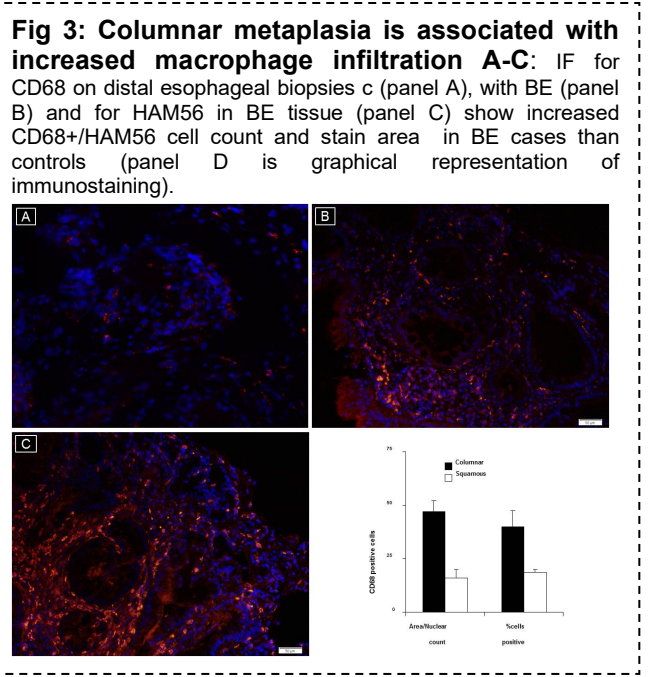 Fig 3: Columnar metaplasia is associated with
increased macrophage infiltration A-C: IF for
CD68 on distal esophageal biopsies c (panel A), with BE (panel
B) and for HAM56 in BE tissue (panel C) show increased
CD68+/HAM56 cell count and stain area in BE cases than
controls (panel D is graphical representation of
immunostaining).
A
B
C
75
50
25
0
CD68 positive cells
Columnar
Squamous
Area/Nuclear
count
%cells
positive